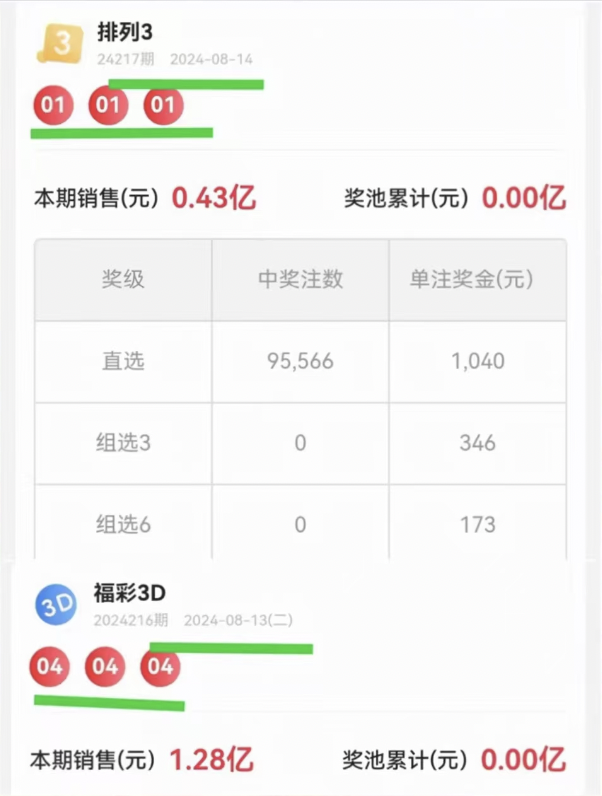 3
排列3
24217期 2024-08-14
01 01 01
本期销售(元) 0.43亿 奖池累计(元) 0.00亿
奖级 中奖注数 单注奖金(元)
直选 95,566 1,040
组选3 0 346
组选6 0 173
3D
福彩3D
2024216期 2024-08-13(二)
04 04 04
本期销售(元) 1.28亿 奖池累计(元) 0.00亿